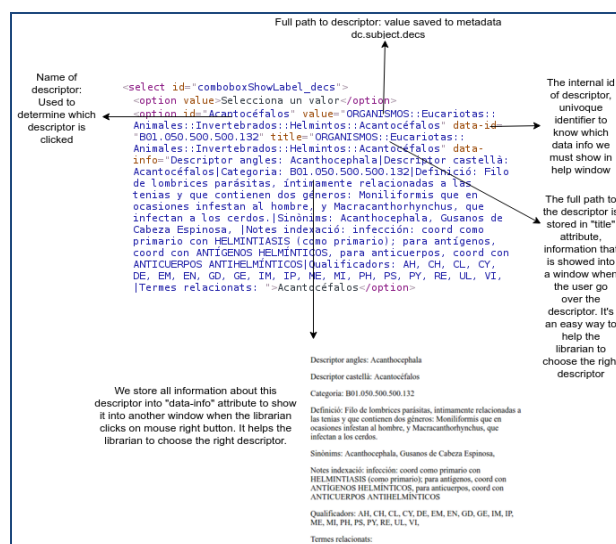 Full path to descriptor: value saved to metadata
dc.subject.decs
Name of
descriptor:
Used to
determine which
descriptor is
clicked
<select id="comboboxShowLabel_decs">
<option value>Selecciona un valor</option>
<option id="Acantocéfalos" value="ORGANISMOS::Eucariotas::
Animales::Invertebrados::Helmintos::Acantocéfalos" data-id=
"B01.050.500.500.132" title="ORGANISMOS::Eucariotas::
Animales::Invertebrados::Helmintos::Acantocéfalos" data-
info="Descriptor angles: Acanthocephala|Descriptor castellà:
Acantocéfalos|Categoria: B01.050.500.500.132|Definició: Filo
de lombrices parásitas, íntimamente relacionadas a las
tenias y que contienen dos géneros: Moniliformis que en
ocasiones infestan al hombre, y Macracanthorhynchus, que
infectan a los cerdos.|Sinònims: Acanthocephala, Gusanos de
Cabeza Espinosa, |Notes indexació: infección: coord como
primario con HELMINTIASIS (como primario); para antígenos,
coord con ANTÍGENOS HELMÍNTICOS, para anticuerpos, coord con
ANTICUERPOS ANTIHELMÍNTICOS|Qualificadors: AH, CH, CL, CY,
DE, EM, EN, GD, GE, IM, IP, ME, MI, PH, PS, PY, RE, UL, VI,
|Termes relacionats: ">Acantocéfalos</option>
The internal id
of descriptor,
univoque
identifier to
know which
data info we
must show in
help window
The full path to
the descriptor is
stored in "title"
attribute,
information that
is showed into
a window when
the user go
over the
descriptor. It's
an easy way to
help the
librarian to
choose the right
descriptor
We store all information about this
descriptor into "data-info" attribute to show
it into another window when the librarian
clicks on mouse right button. It helps the
librarian to choose the right descriptor.
Descriptor angles: Acanthocephala
Descriptor castellà: Acantocéfalos
Categoria: B01.050.500.500.132
Definició: Filo de lombrices parásitas, íntimamente relacionadas a
las tenias y que contienen dos géneros: Moniliformis que en
ocasiones infestan al hombre, y Macracanthorhynchus, que
infectan a los cerdos.
Sinònims: Acanthocephala, Gusanos de Cabeza Espinosa,
Notes indexació: infección: coord como primario con
HELMINTIASIS (como primario); para antígenos, coord con
ANTÍGENOS HELMÍNTICOS, para anticuerpos, coord con
ANTICUERPOS ANTIHELMÍNTICOS
Qualificadors: AH, CH, CL, CY, DE, EM, EN, GD, GE, IM, IP,
ME, MI, PH, PS, PY, RE, UL, VI,
Termes relacionats: